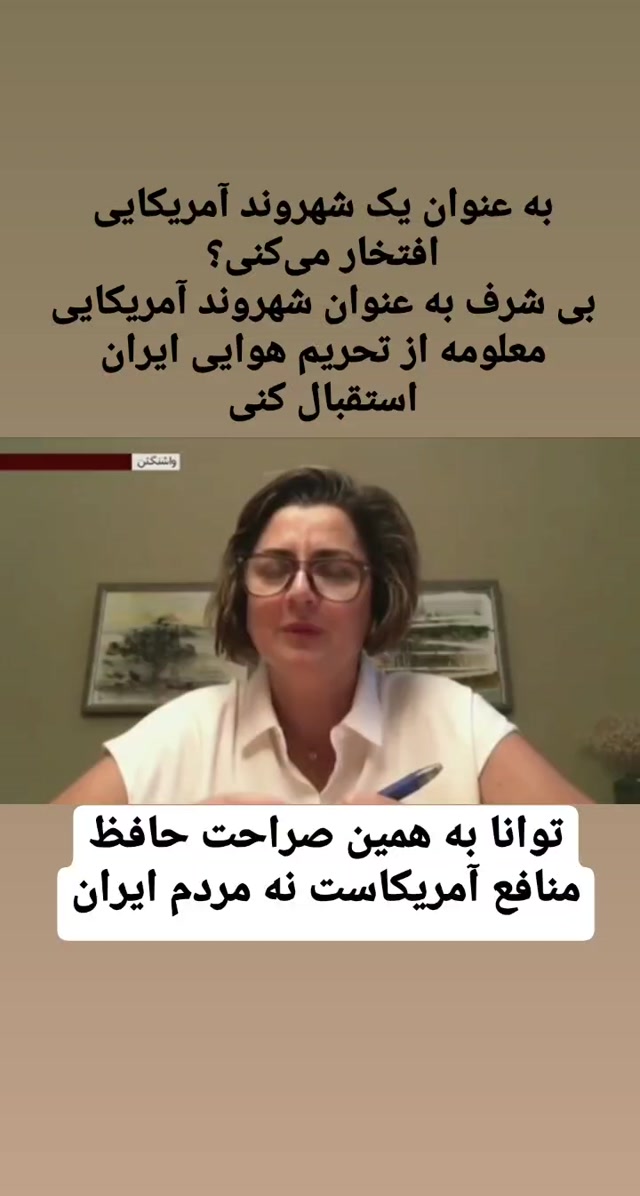 به عنوان یک شهروند آمریکایی
افتخار می‌کنی؟
بی شرف به عنوان شهروند آمریکایی
معلومه از تحریم هوایی ایران
استقبال کنی
واشنگتن
توانا به همین صراحت حافظ
منافع آمریکاست نه مردم ایران